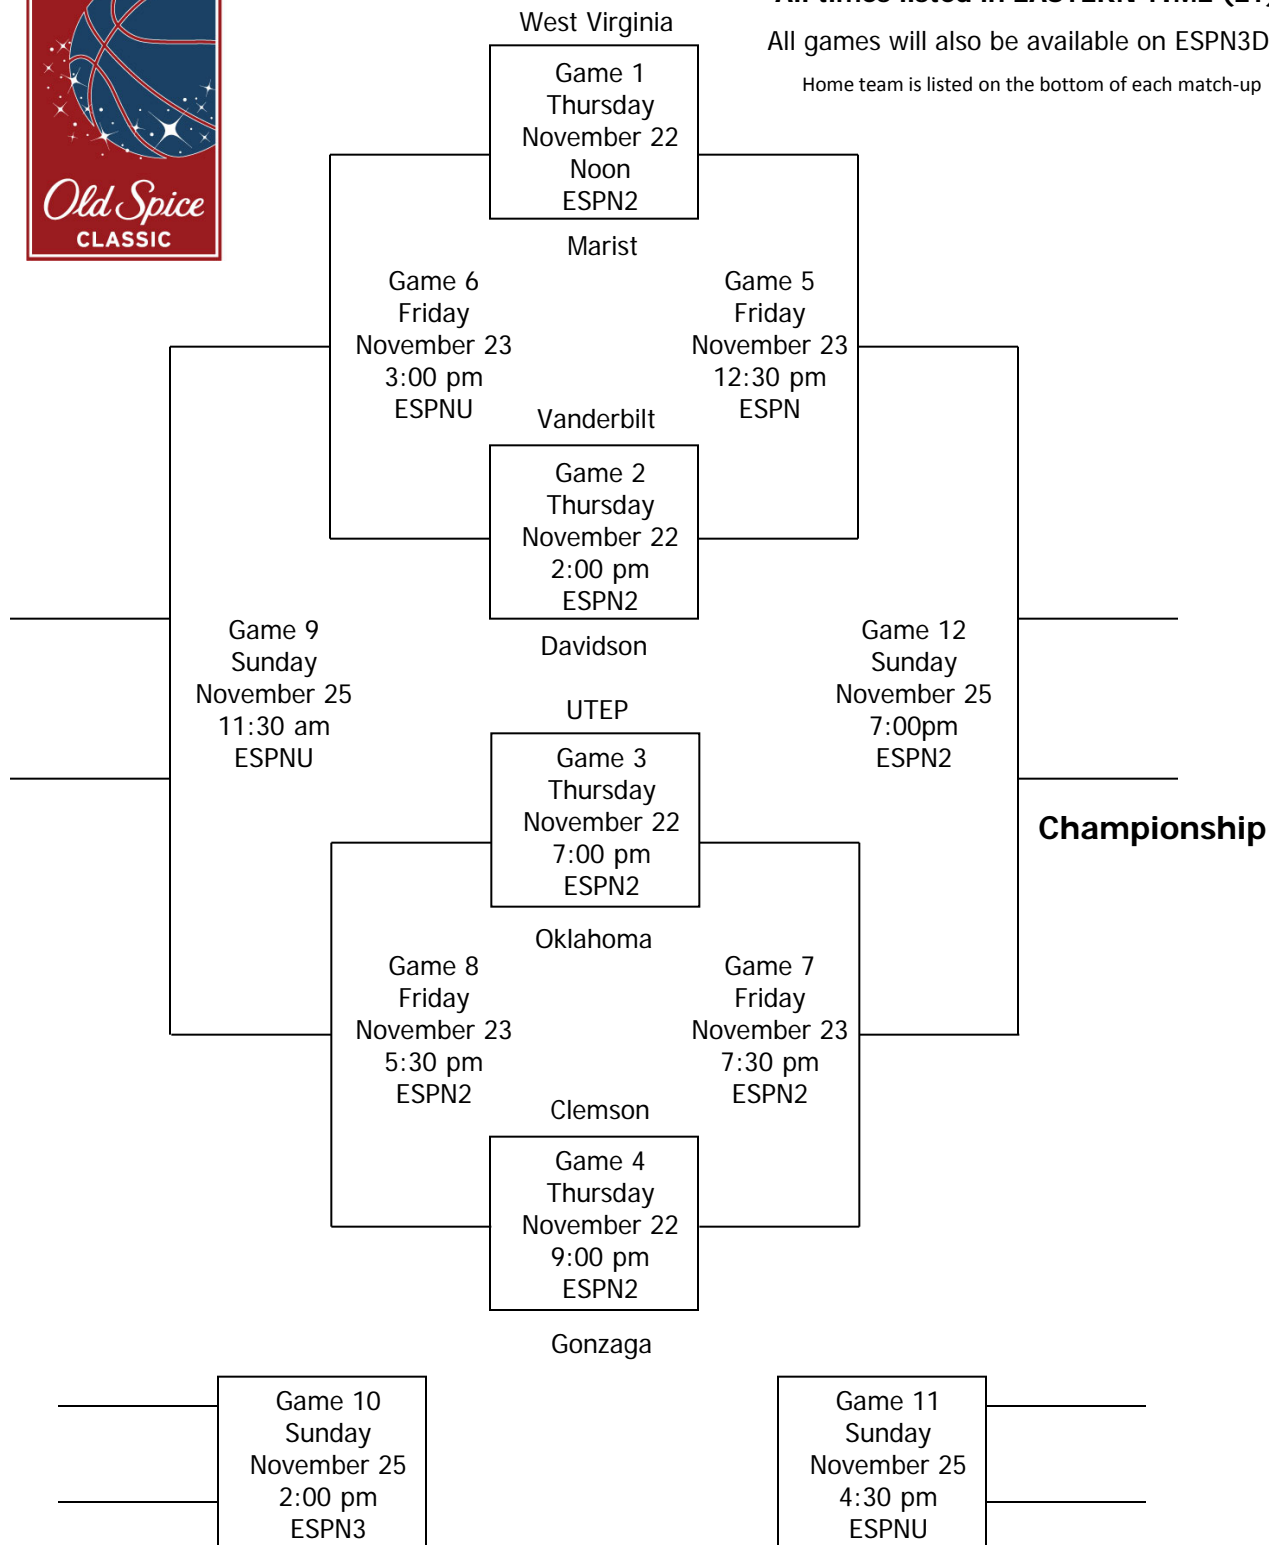 All times listed in EASTERN TIME (ET)
All games will also be available on ESPN3D
Home team is listed on the bottom of each match-up
Old Spice
CLASSIC
West Virginia
Game 1
Thursday
November 22
Noon
ESPN2
Marist
Game 6
Friday
November 23
3:00 pm
ESPNU
Game 5
Friday
November 23
12:30 pm
ESPN
Vanderbilt
Game 2
Thursday
November 22
2:00 pm
ESPN2
Davidson
Game 9
Sunday
November 25
11:30 am
ESPNU
Game 12
Sunday
November 25
7:00pm
ESPN2
Championship
UTEP
Game 3
Thursday
November 22
7:00 pm
ESPN2
Oklahoma
Game 8
Friday
November 23
5:30 pm
ESPN2
Game 7
Friday
November 23
7:30 pm
ESPN2
Clemson
Game 4
Thursday
November 22
9:00 pm
ESPN2
Gonzaga
Game 10
Sunday
November 25
2:00 pm
ESPN3
Game 11
Sunday
November 25
4:30 pm
ESPNU